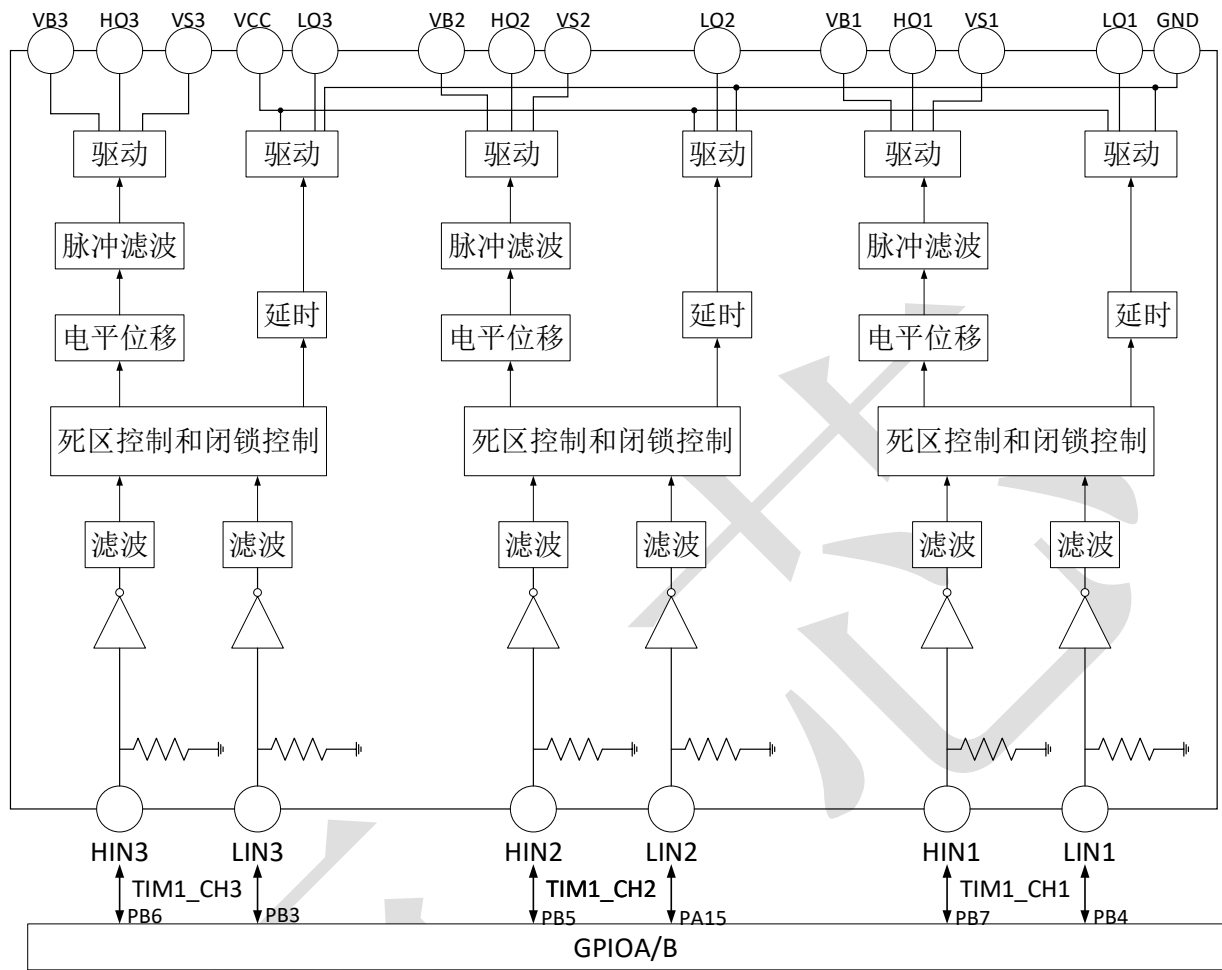 VB3 HO3 VS3 VCC LO3 VB2 HO2 VS2 LO2 VB1 HO1 VS1 LO1 GND
驱动 驱动 驱动 驱动 驱动 驱动
脉冲滤波 脉冲滤波 脉冲滤波
延时 延时 延时
电平位移 电平位移 电平位移
死区控制和闭锁控制 死区控制和闭锁控制 死区控制和闭锁控制
滤波 滤波 滤波 滤波 滤波 滤波
HIN3 LIN3 HIN2 LIN2 HIN1 LIN1
TIM1_CH3 TIM1_CH2 TIM1_CH1
PB6 PB3 PB5 PA15 PB7 PB4
GPIOA/B